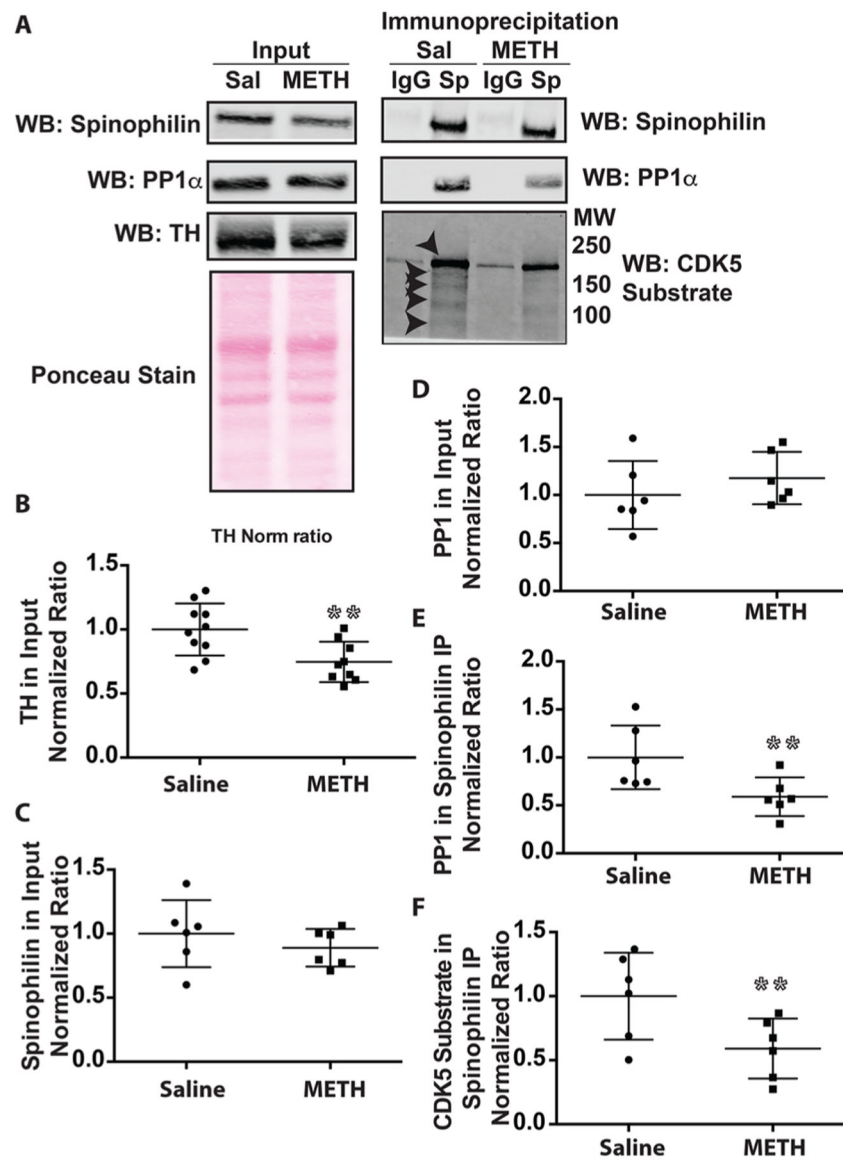 A
Input
Sal METH
WB: Spinophilin
WB: PP1α
WB: TH
Ponceau Stain
Immunoprecipitation
Sal METH
IgG Sp IgG Sp
WB: Spinophilin
WB: PP1α
MW
250
150
100
WB: CDK5
Substrate
B
TH Norm ratio
TH in Input
Normalized Ratio
1.5
1.0
0.5
0.0
**
Saline METH
C
Spinophilin in Input
Normalized Ratio
1.5
1.0
0.5
0.0
Saline METH
D
PP1 in Input
Normalized Ratio
2.0
1.5
1.0
0.5
0.0
Saline METH
E
PP1 in Spinophilin IP
Normalized Ratio
2.0
1.5
1.0
0.5
0.0
**
Saline METH
F
CDK5 Substrate in
Spinophilin IP
Normalized Ratio
1.5
1.0
0.5
0.0
**
Saline METH